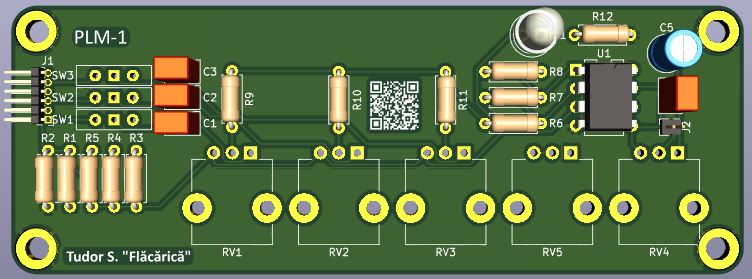 R12
C5
1
PLM-1
U1
J1
SW3
C3
R8
SW2
C2
R9
R10
R11
R7
SW1
C1
R6
J2
R2 R1 R5 R4 R3
RV1 RV2 RV3 RV5 RV4
Tudor S. "Flăcărică"